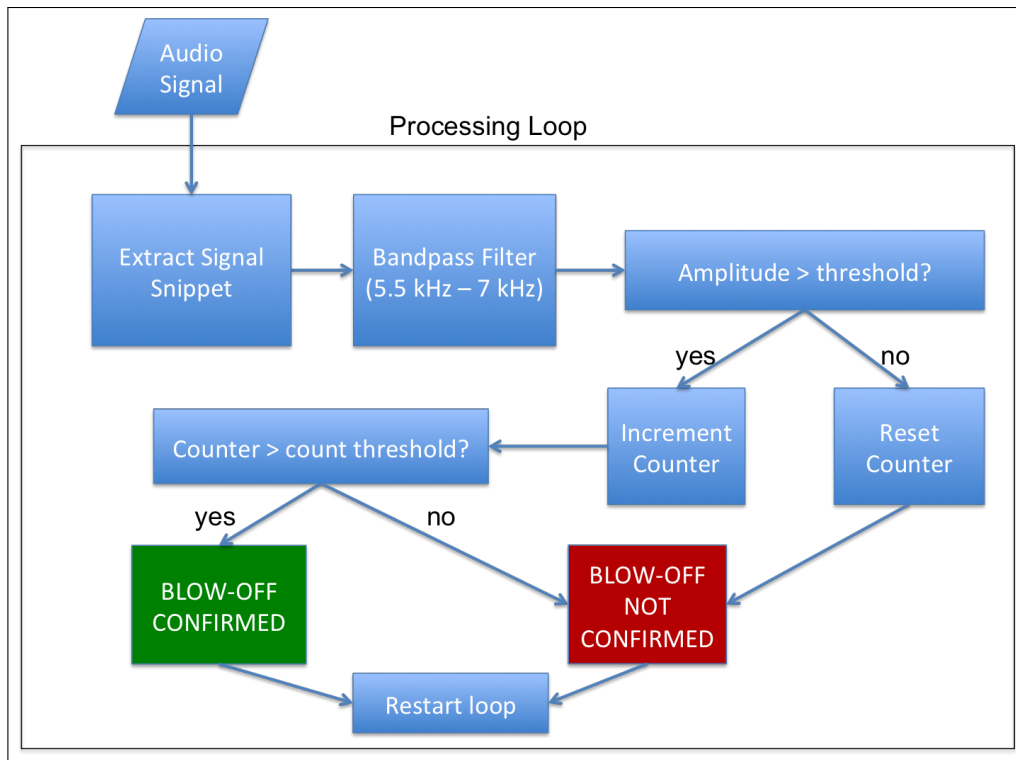 Audio
Signal
Processing Loop
Extract Signal
Snippet
Bandpass Filter
(5.5 kHz – 7 kHz)
Amplitude > threshold?
yes
no
Increment
Counter
Reset
Counter
Counter > count threshold?
yes
no
BLOW-OFF
CONFIRMED
BLOW-OFF
NOT
CONFIRMED
Restart loop